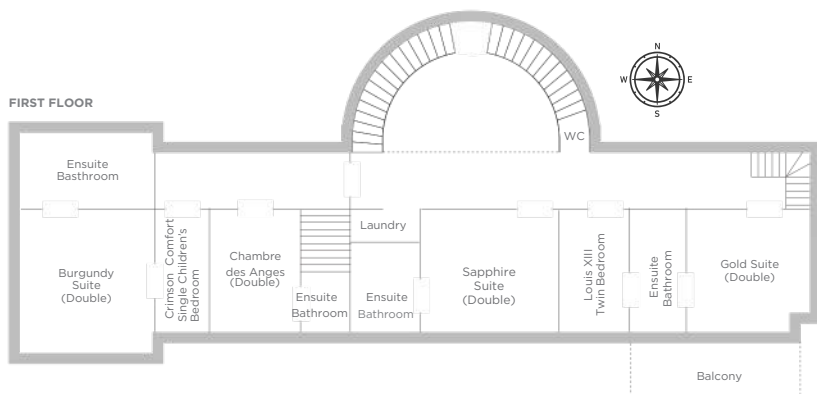 N
W E
S
FIRST FLOOR
WC
Ensuite
Basthroom
Laundry
Burgundy
Suite
(Double)
Crimson Comfort
Single Children's
Bedroom
Chambre
des Anges
(Double)
Ensuite
Bathroom
Ensuite
Bathroom
Sapphire
Suite
(Double)
Louis XIII
Twin Bedroom
Ensuite
Bathroom
Gold Suite
(Double)
Balcony